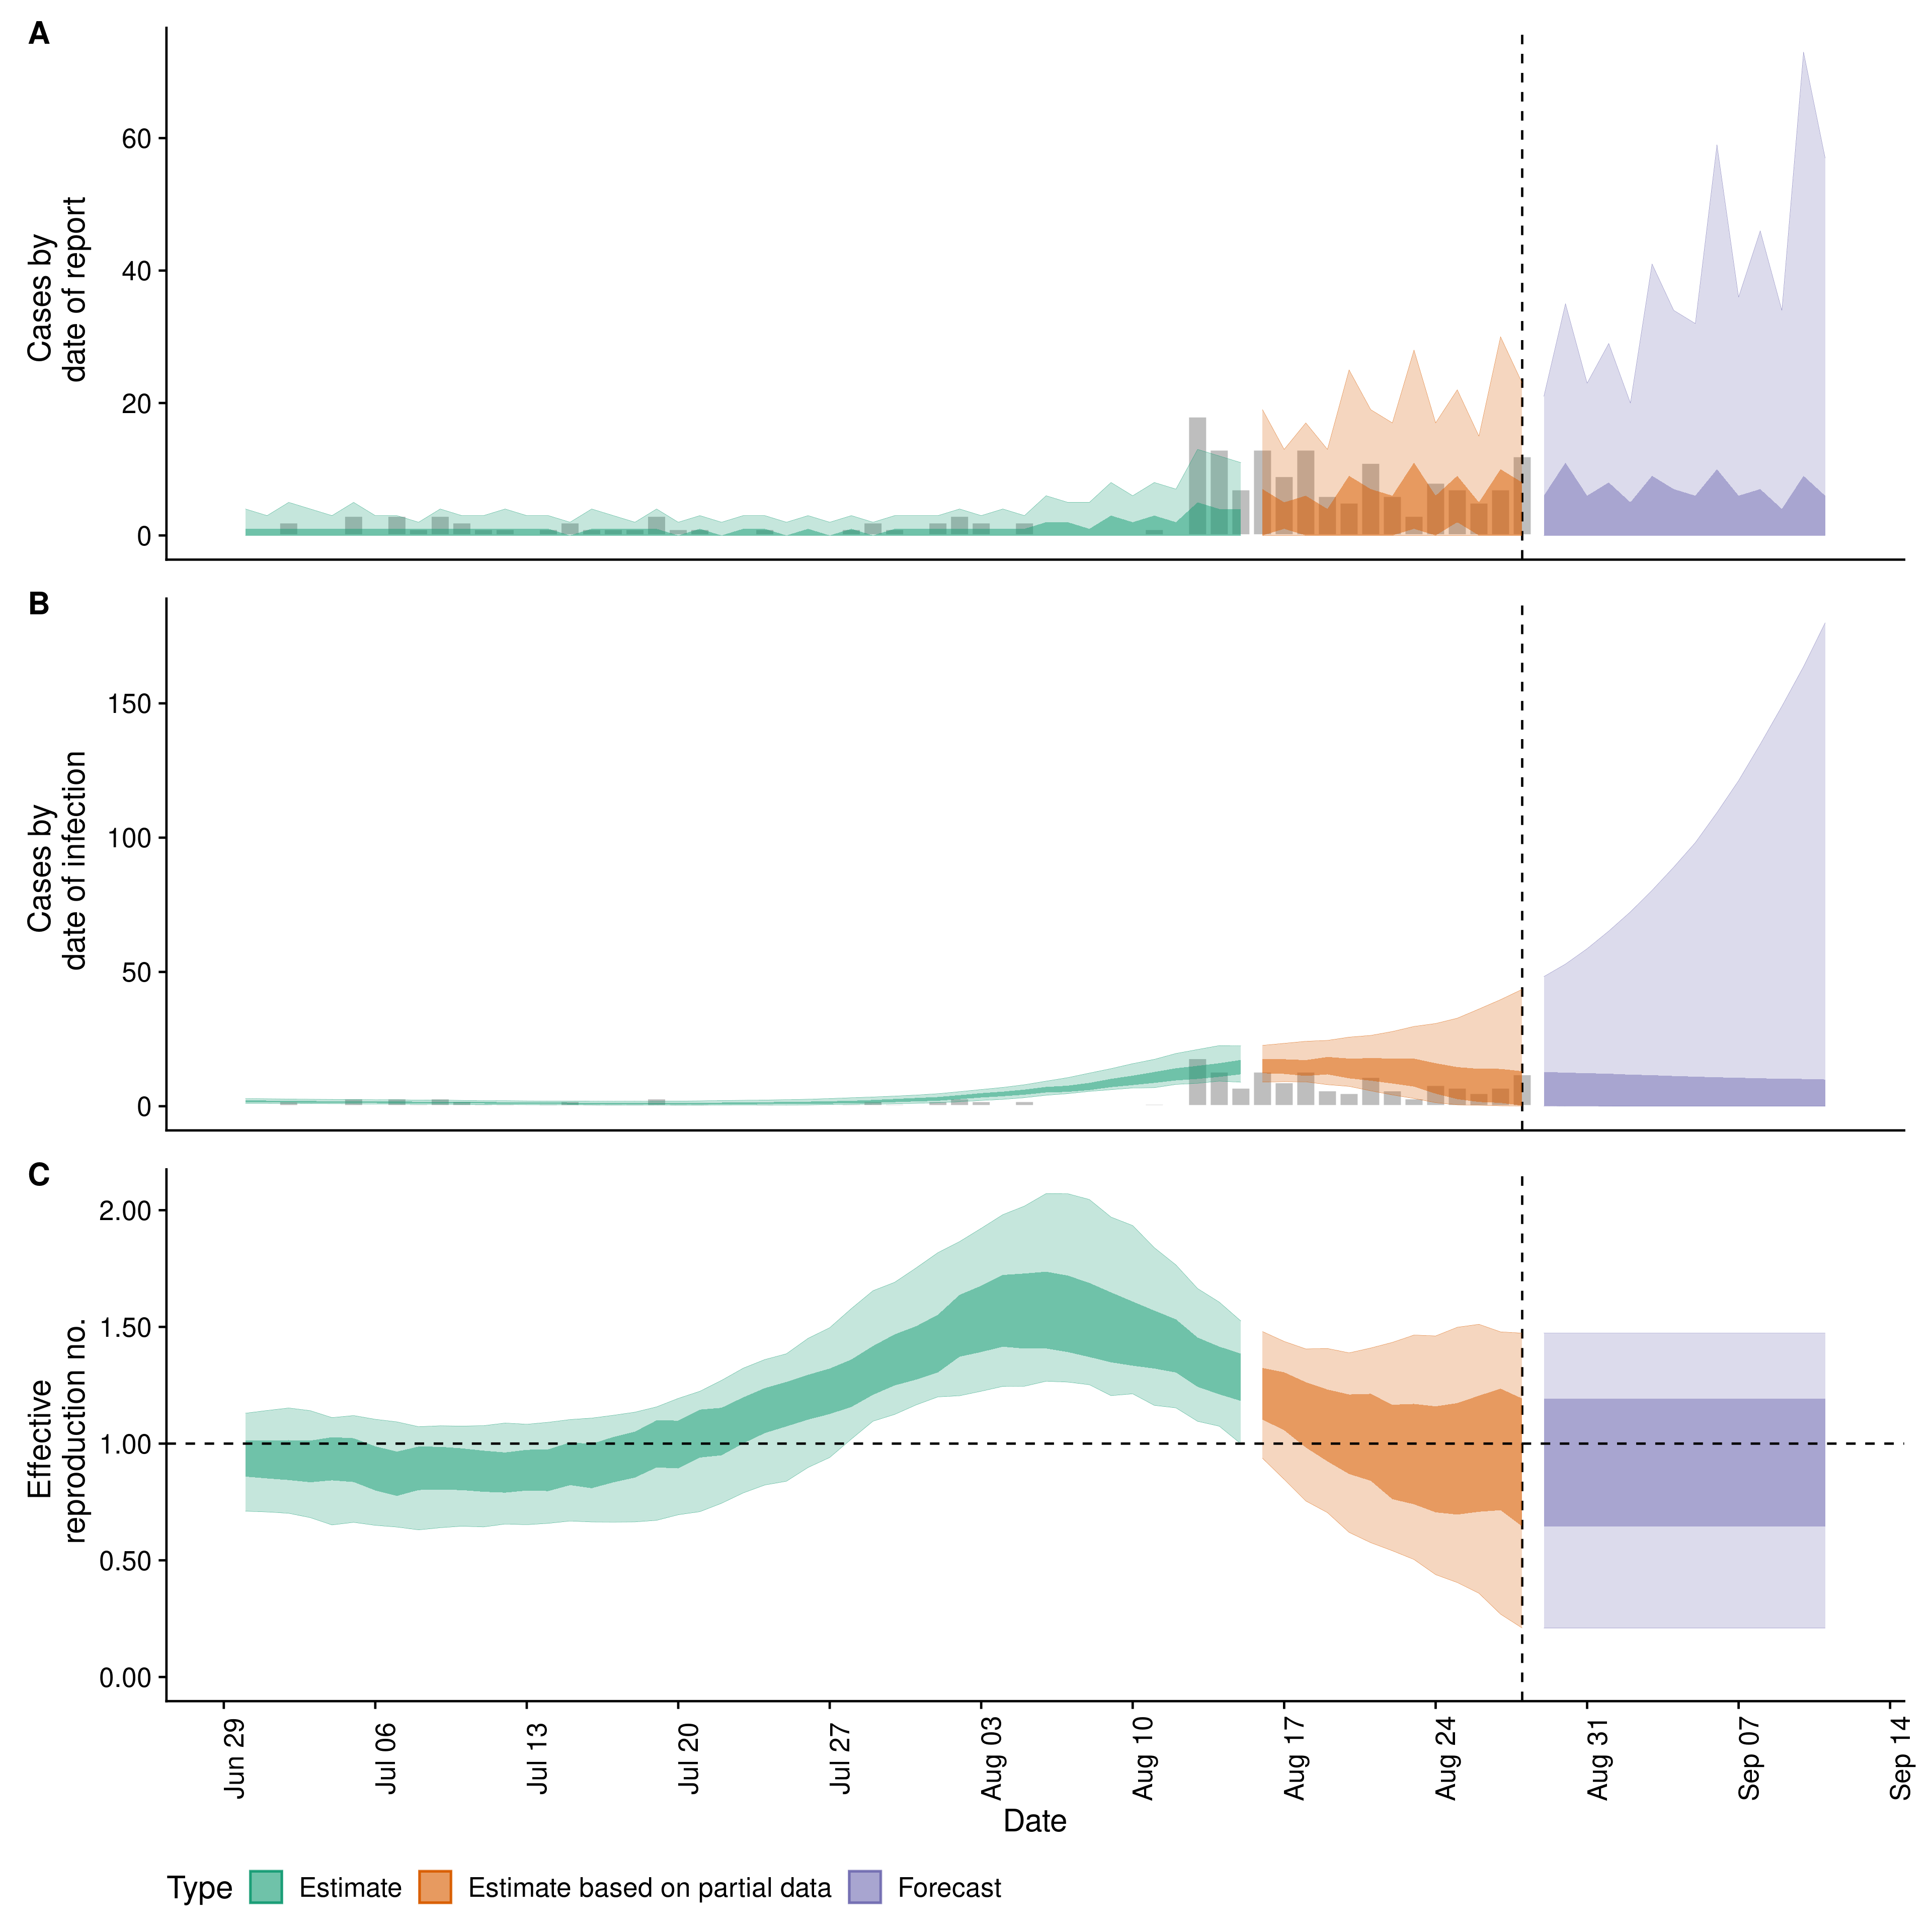 A
Cases by
date of report
60
40
20
0
B
Cases by
date of infection
150
100
50
0
C
Effective
reproduction no.
2.00
1.50
1.00
0.50
0.00
Jun 29
Jul 06
Jul 13
Jul 20
Jul 27
Aug 03
Aug 10
Aug 17
Aug 24
Aug 31
Sep 07
Sep 14
Date
Type
Estimate
Estimate based on partial data
Forecast